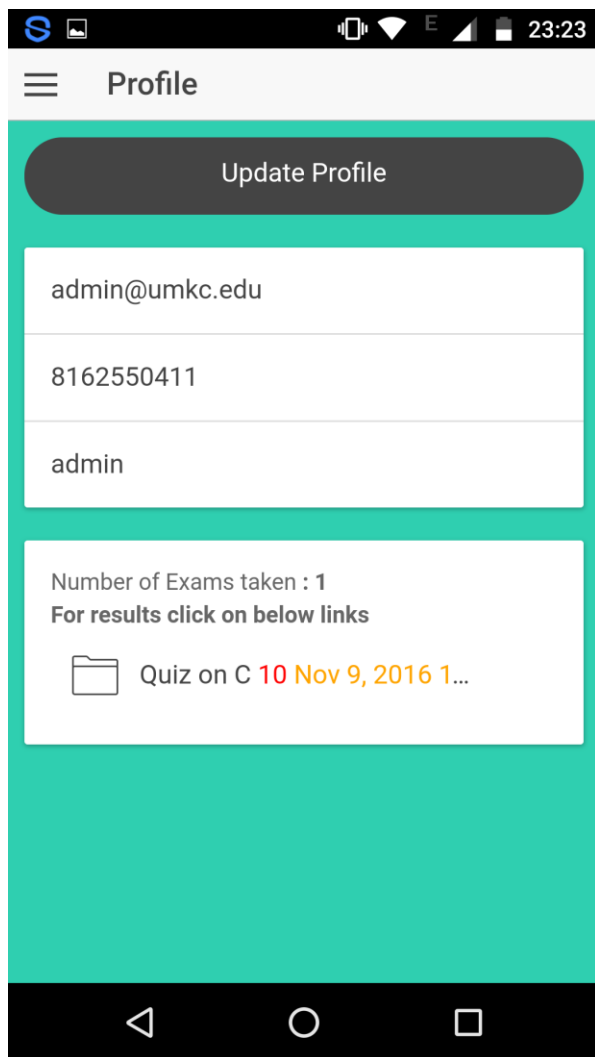 E 23:23
Profile
Update Profile
admin@umkc.edu
8162550411
admin
Number of Exams taken : 1
For results click on below links
Quiz on C 10 Nov 9, 2016 1...